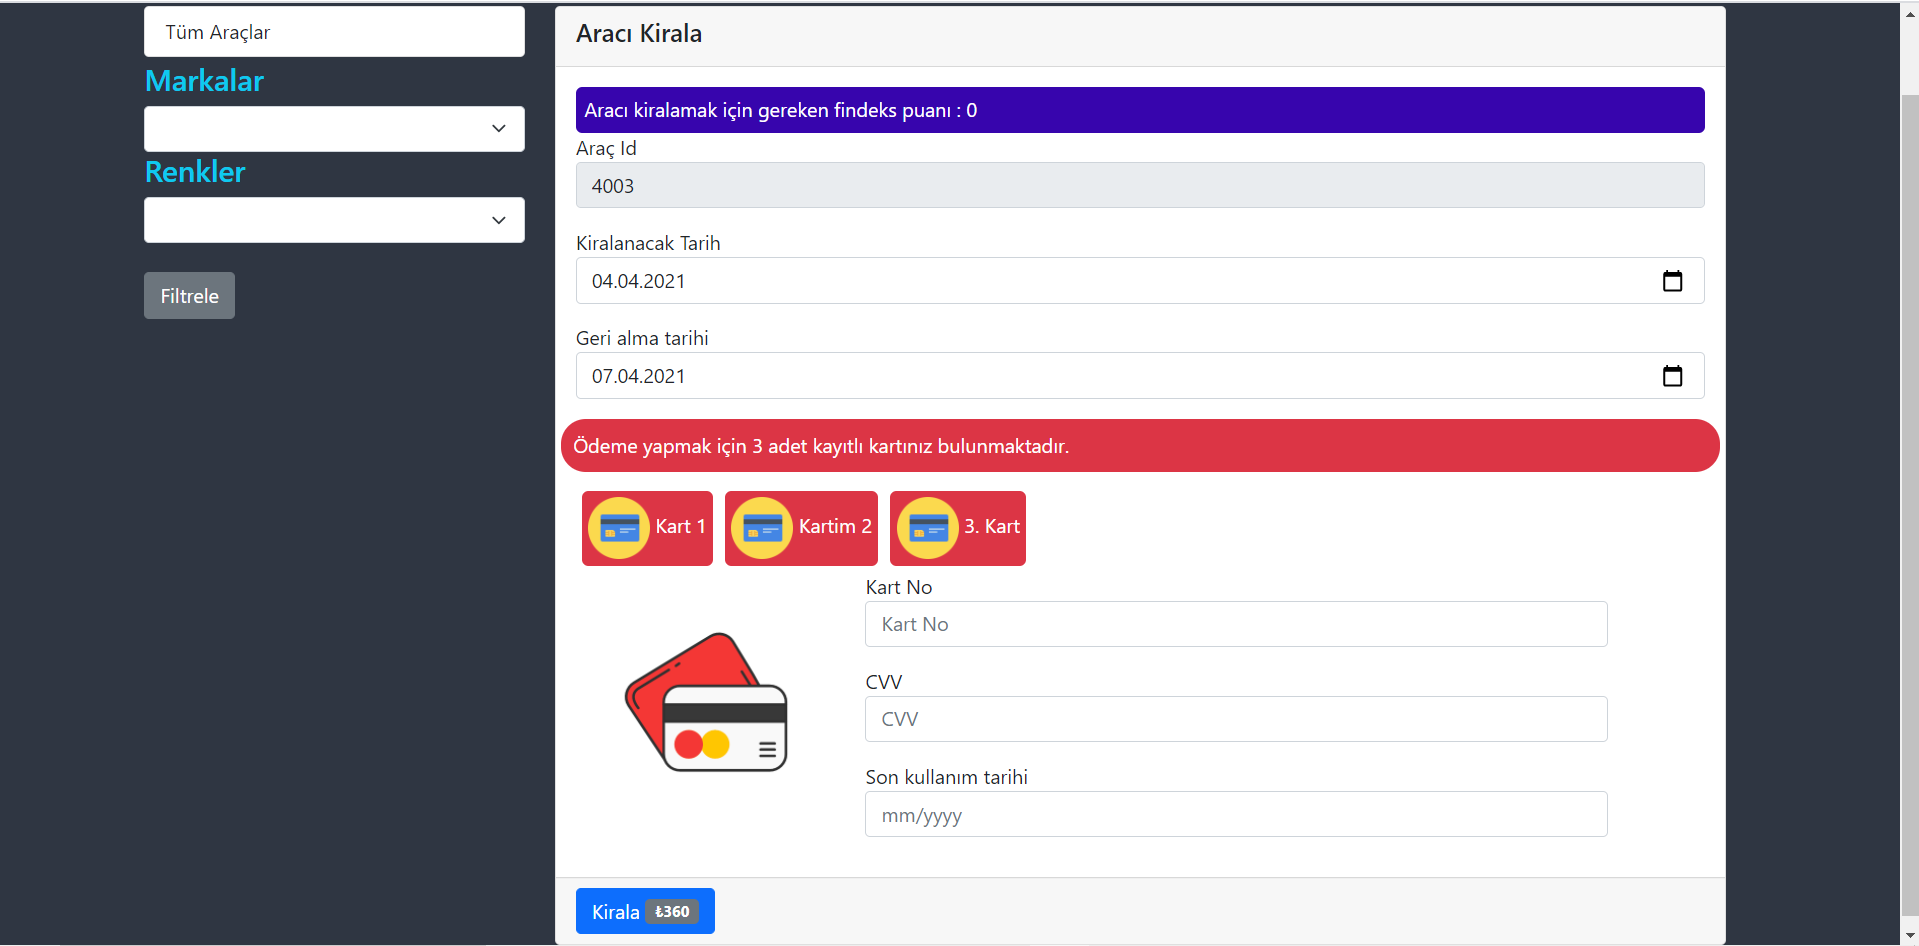 Tüm Araçlar
Markalar
Renkler
Filtrele
Aracı Kirala
Aracı kiralamak için gereken findeks puanı : 0
Araç Id
4003
Kiralanacak Tarih
04.04.2021
Geri alma tarihi
07.04.2021
Ödeme yapmak için 3 adet kayıtlı kartınız bulunmaktadır.
Kart 1 Kartim 2 3. Kart
Kart No
Kart No
CVV
CVV
Son kullanım tarihi
mm/yyyy
Kirala ₺360